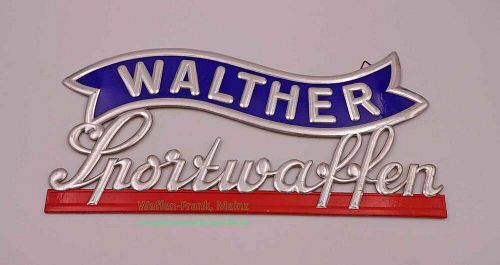 WALTHER
Sportwaffen
Waffen-Frank, Mainz